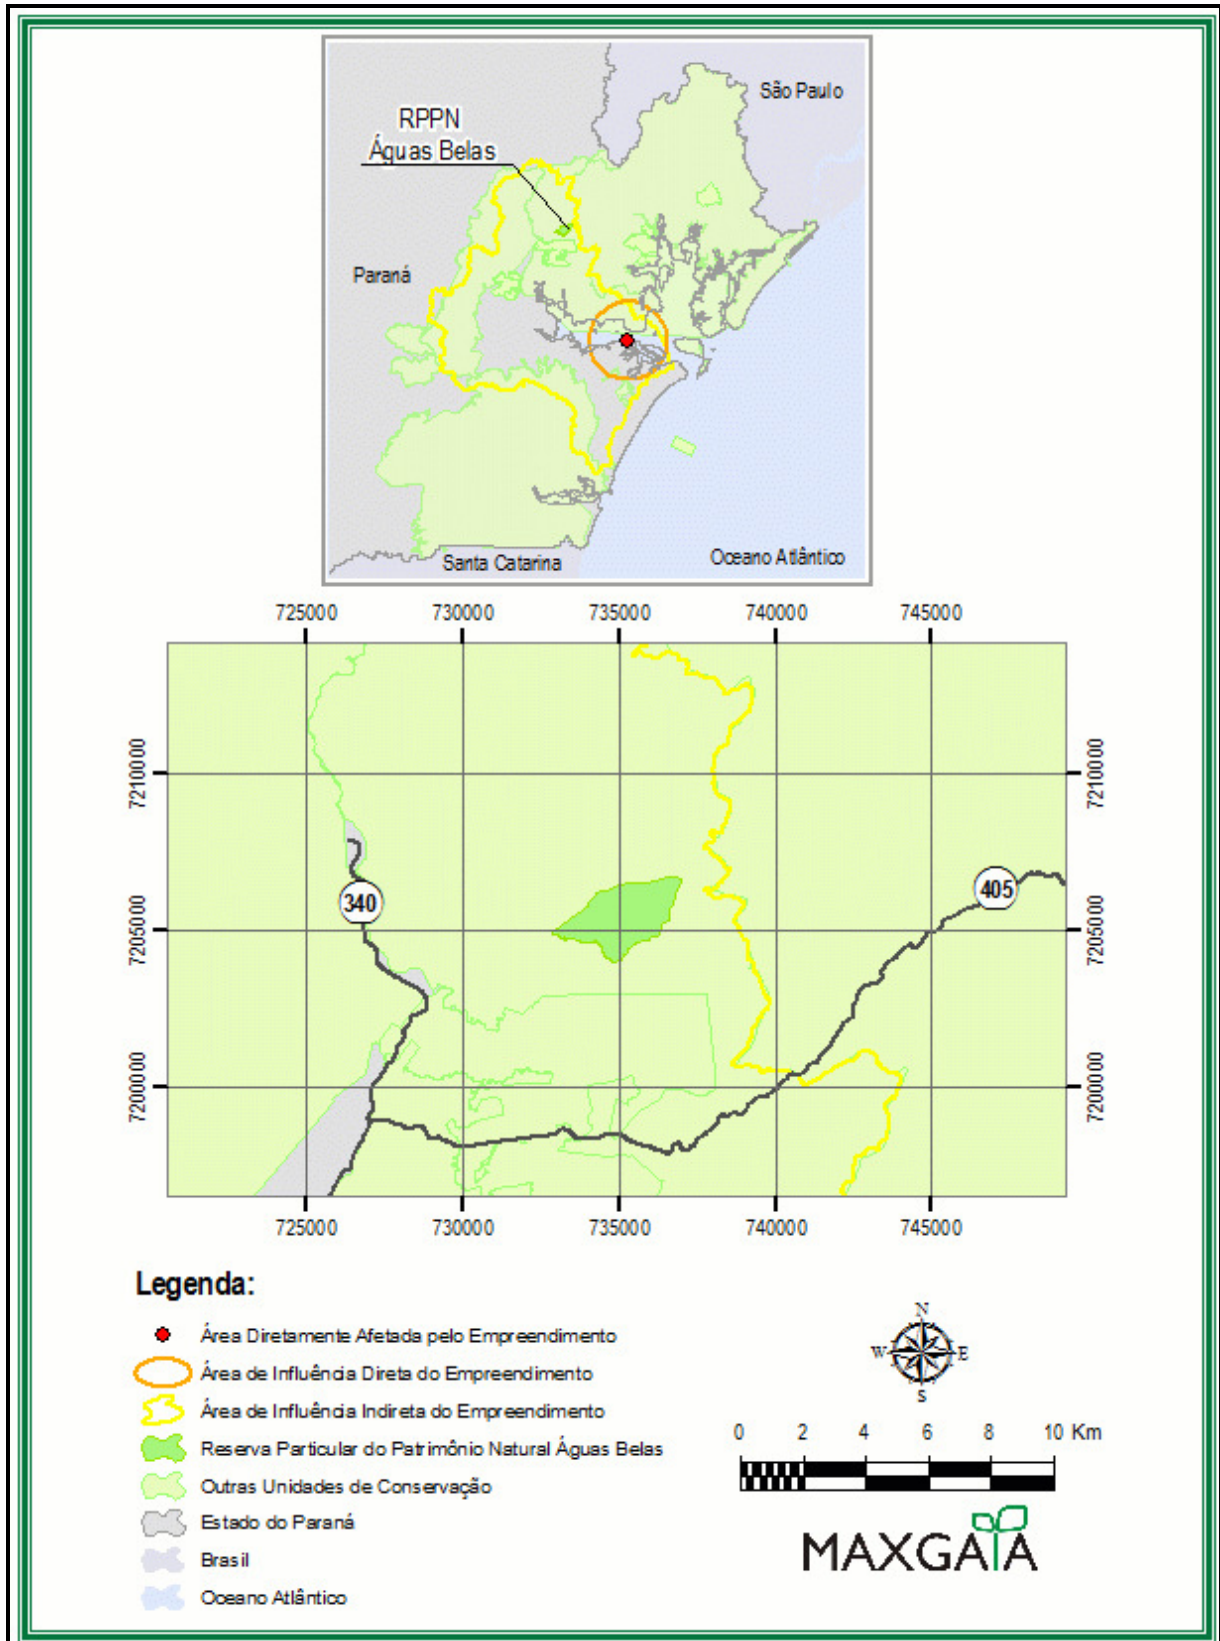 São Paulo
RPPN
Águas Belas
Paraná
Santa Catarina
Oceano Atlântico
725000 730000 735000 740000 745000
7210000 7210000
340
405
7205000 7205000
7200000 7200000
725000 730000 735000 740000 745000
Legenda:
Área Diretamente Afetada pelo Empreendimento
Área de Influência Direta do Empreendimento
Área de Influência Indireta do Empreendimento
Reserva Particular do Patrimônio Natural Águas Belas
Outras Unidades de Conservação
Estado do Paraná
Brasil
Oceano Atlântico
N
W E
S
0 2 4 6 8 10 Km
MAXGAIA